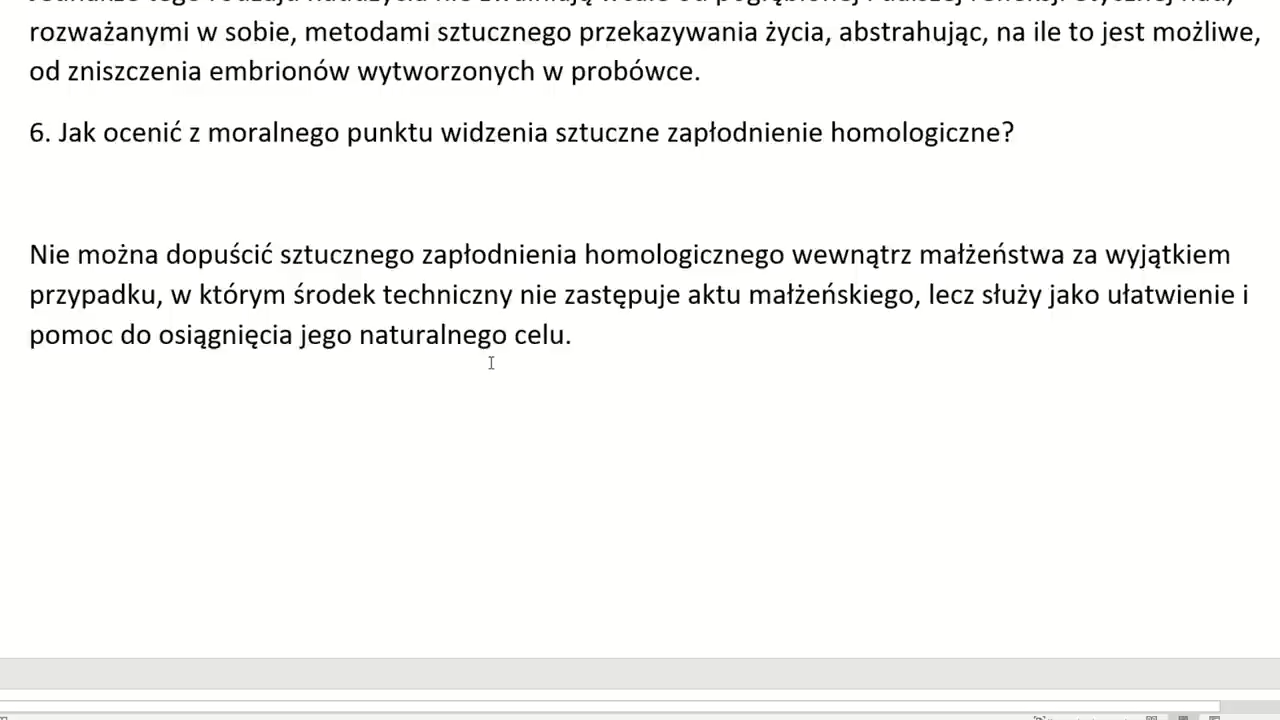 rozważanymi w sobie, metodami sztucznego przekazywania życia, abstrahując, na ile to jest możliwe,
od zniszczenia embrionów wytworzonych w probówce.
6. Jak ocenić z moralnego punktu widzenia sztuczne zapłodnienie homologiczne?
Nie można dopuścić sztucznego zapłodnienia homologicznego wewnątrz małżeństwa za wyjątkiem
przypadku, w którym środek techniczny nie zastępuje aktu małżeńskiego, lecz służy jako ułatwienie i
pomoc do osiągnięcia jego naturalnego celu.